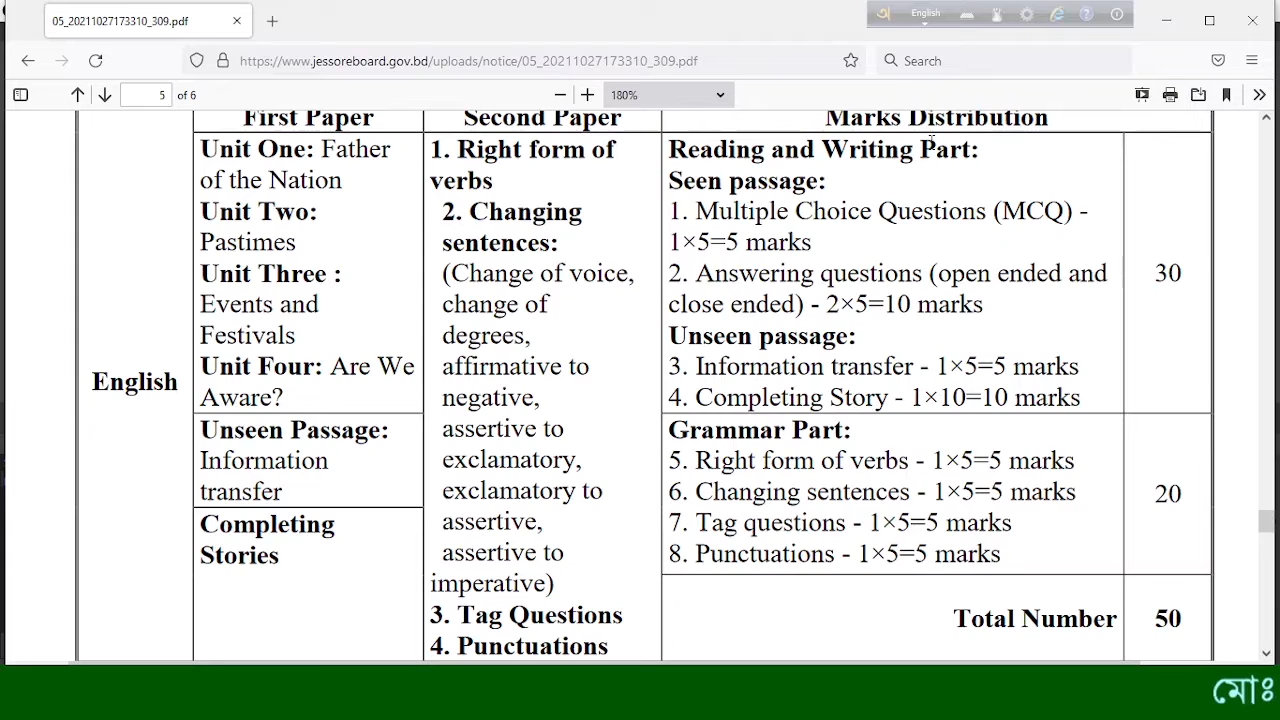 05_20211027173310_309.pdf
English
https://www.jessoreboard.gov.bd/uploads/notice/05_20211027173310_309.pdf
Search
5 of 6
180%
First Paper
Second Paper
Marks Distribution
English
Unit One: Father
of the Nation
Unit Two:
Pastimes
Unit Three :
Events and
Festivals
Unit Four: Are We
Aware?
Unseen Passage:
Information
transfer
Completing
Stories
1. Right form of
verbs
2. Changing
sentences:
(Change of voice,
change of
degrees,
affirmative to
negative,
assertive to
exclamatory,
exclamatory to
assertive,
assertive to
imperative)
3. Tag Questions
4. Punctuations
Reading and Writing Part:
Seen passage:
1. Multiple Choice Questions (MCQ) -
1×5=5 marks
2. Answering questions (open ended and
close ended) - 2×5=10 marks
Unseen passage:
3. Information transfer - 1×5=5 marks
4. Completing Story - 1×10=10 marks
30
Grammar Part:
5. Right form of verbs - 1×5=5 marks
6. Changing sentences - 1×5=5 marks
7. Tag questions - 1×5=5 marks
8. Punctuations - 1×5=5 marks
20
Total Number
50
মোঃ